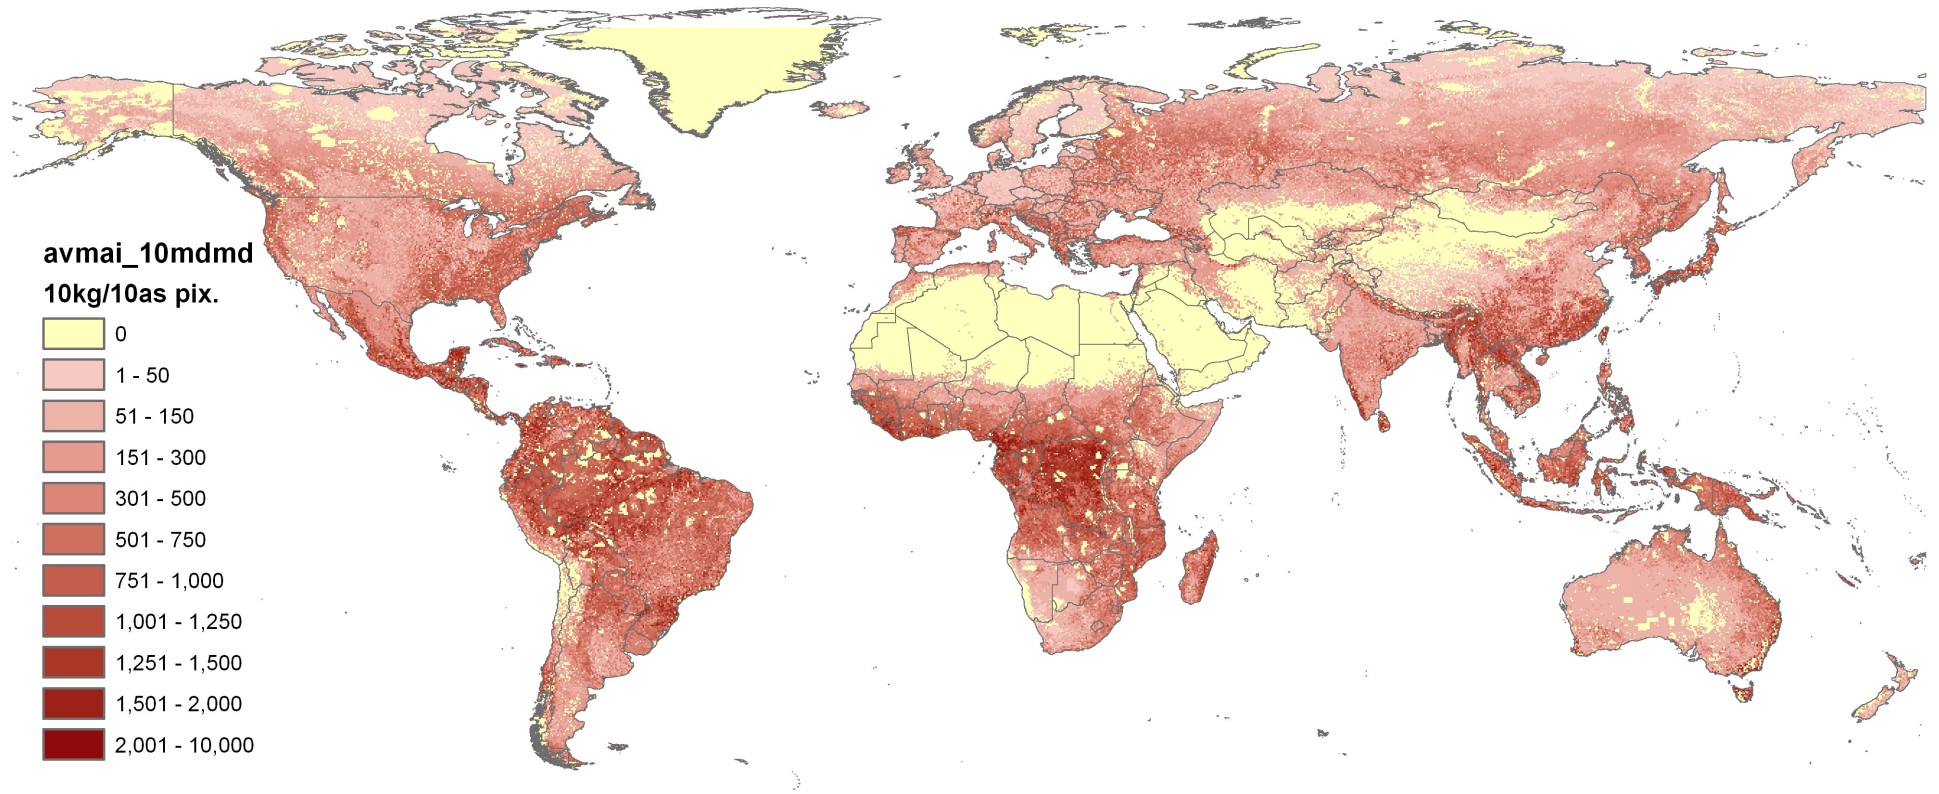 avmai_10mdmd
10kg/10as pix.
0
1 - 50
51 - 150
151 - 300
301 - 500
501 - 750
751 - 1,000
1,001 - 1,250
1,251 - 1,500
1,501 - 2,000
2,001 - 10,000